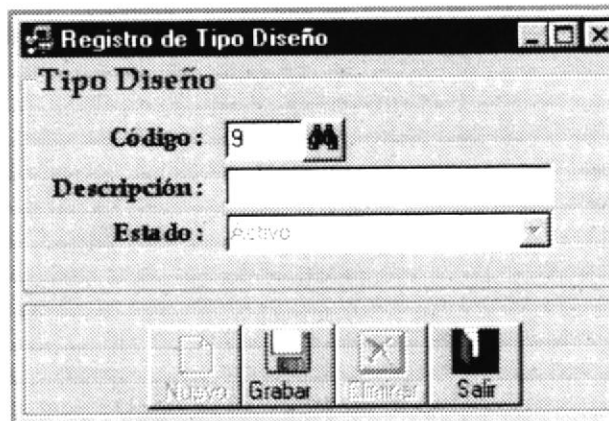 Registro de Tipo Diseño
Tipo Diseño
Código: 9
Descripción:
Estado: Activo
Nuevo Grabar Eliminar Salir